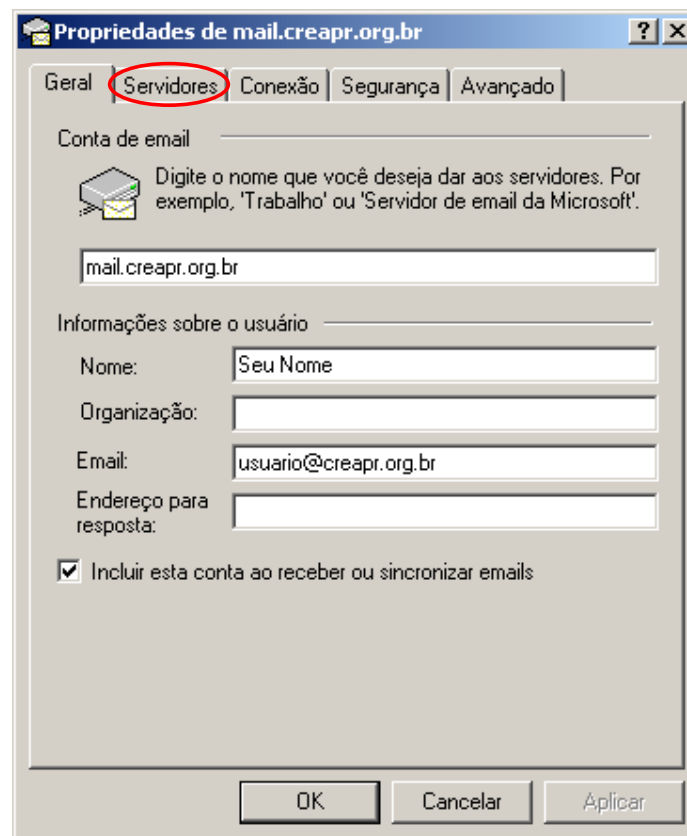 Propriedades de mail.creapr.org.br
Geral Servidores Conexão Segurança Avançado
Conta de email
Digite o nome que você deseja dar aos servidores. Por
exemplo, 'Trabalho' ou 'Servidor de email da Microsoft'.
mail.creapr.org.br
Informações sobre o usuário
Nome: Seu Nome
Organização:
Email: usuario@creapr.org.br
Endereço para
resposta:
Incluir esta conta ao receber ou sincronizar emails
OK Cancelar Aplicar